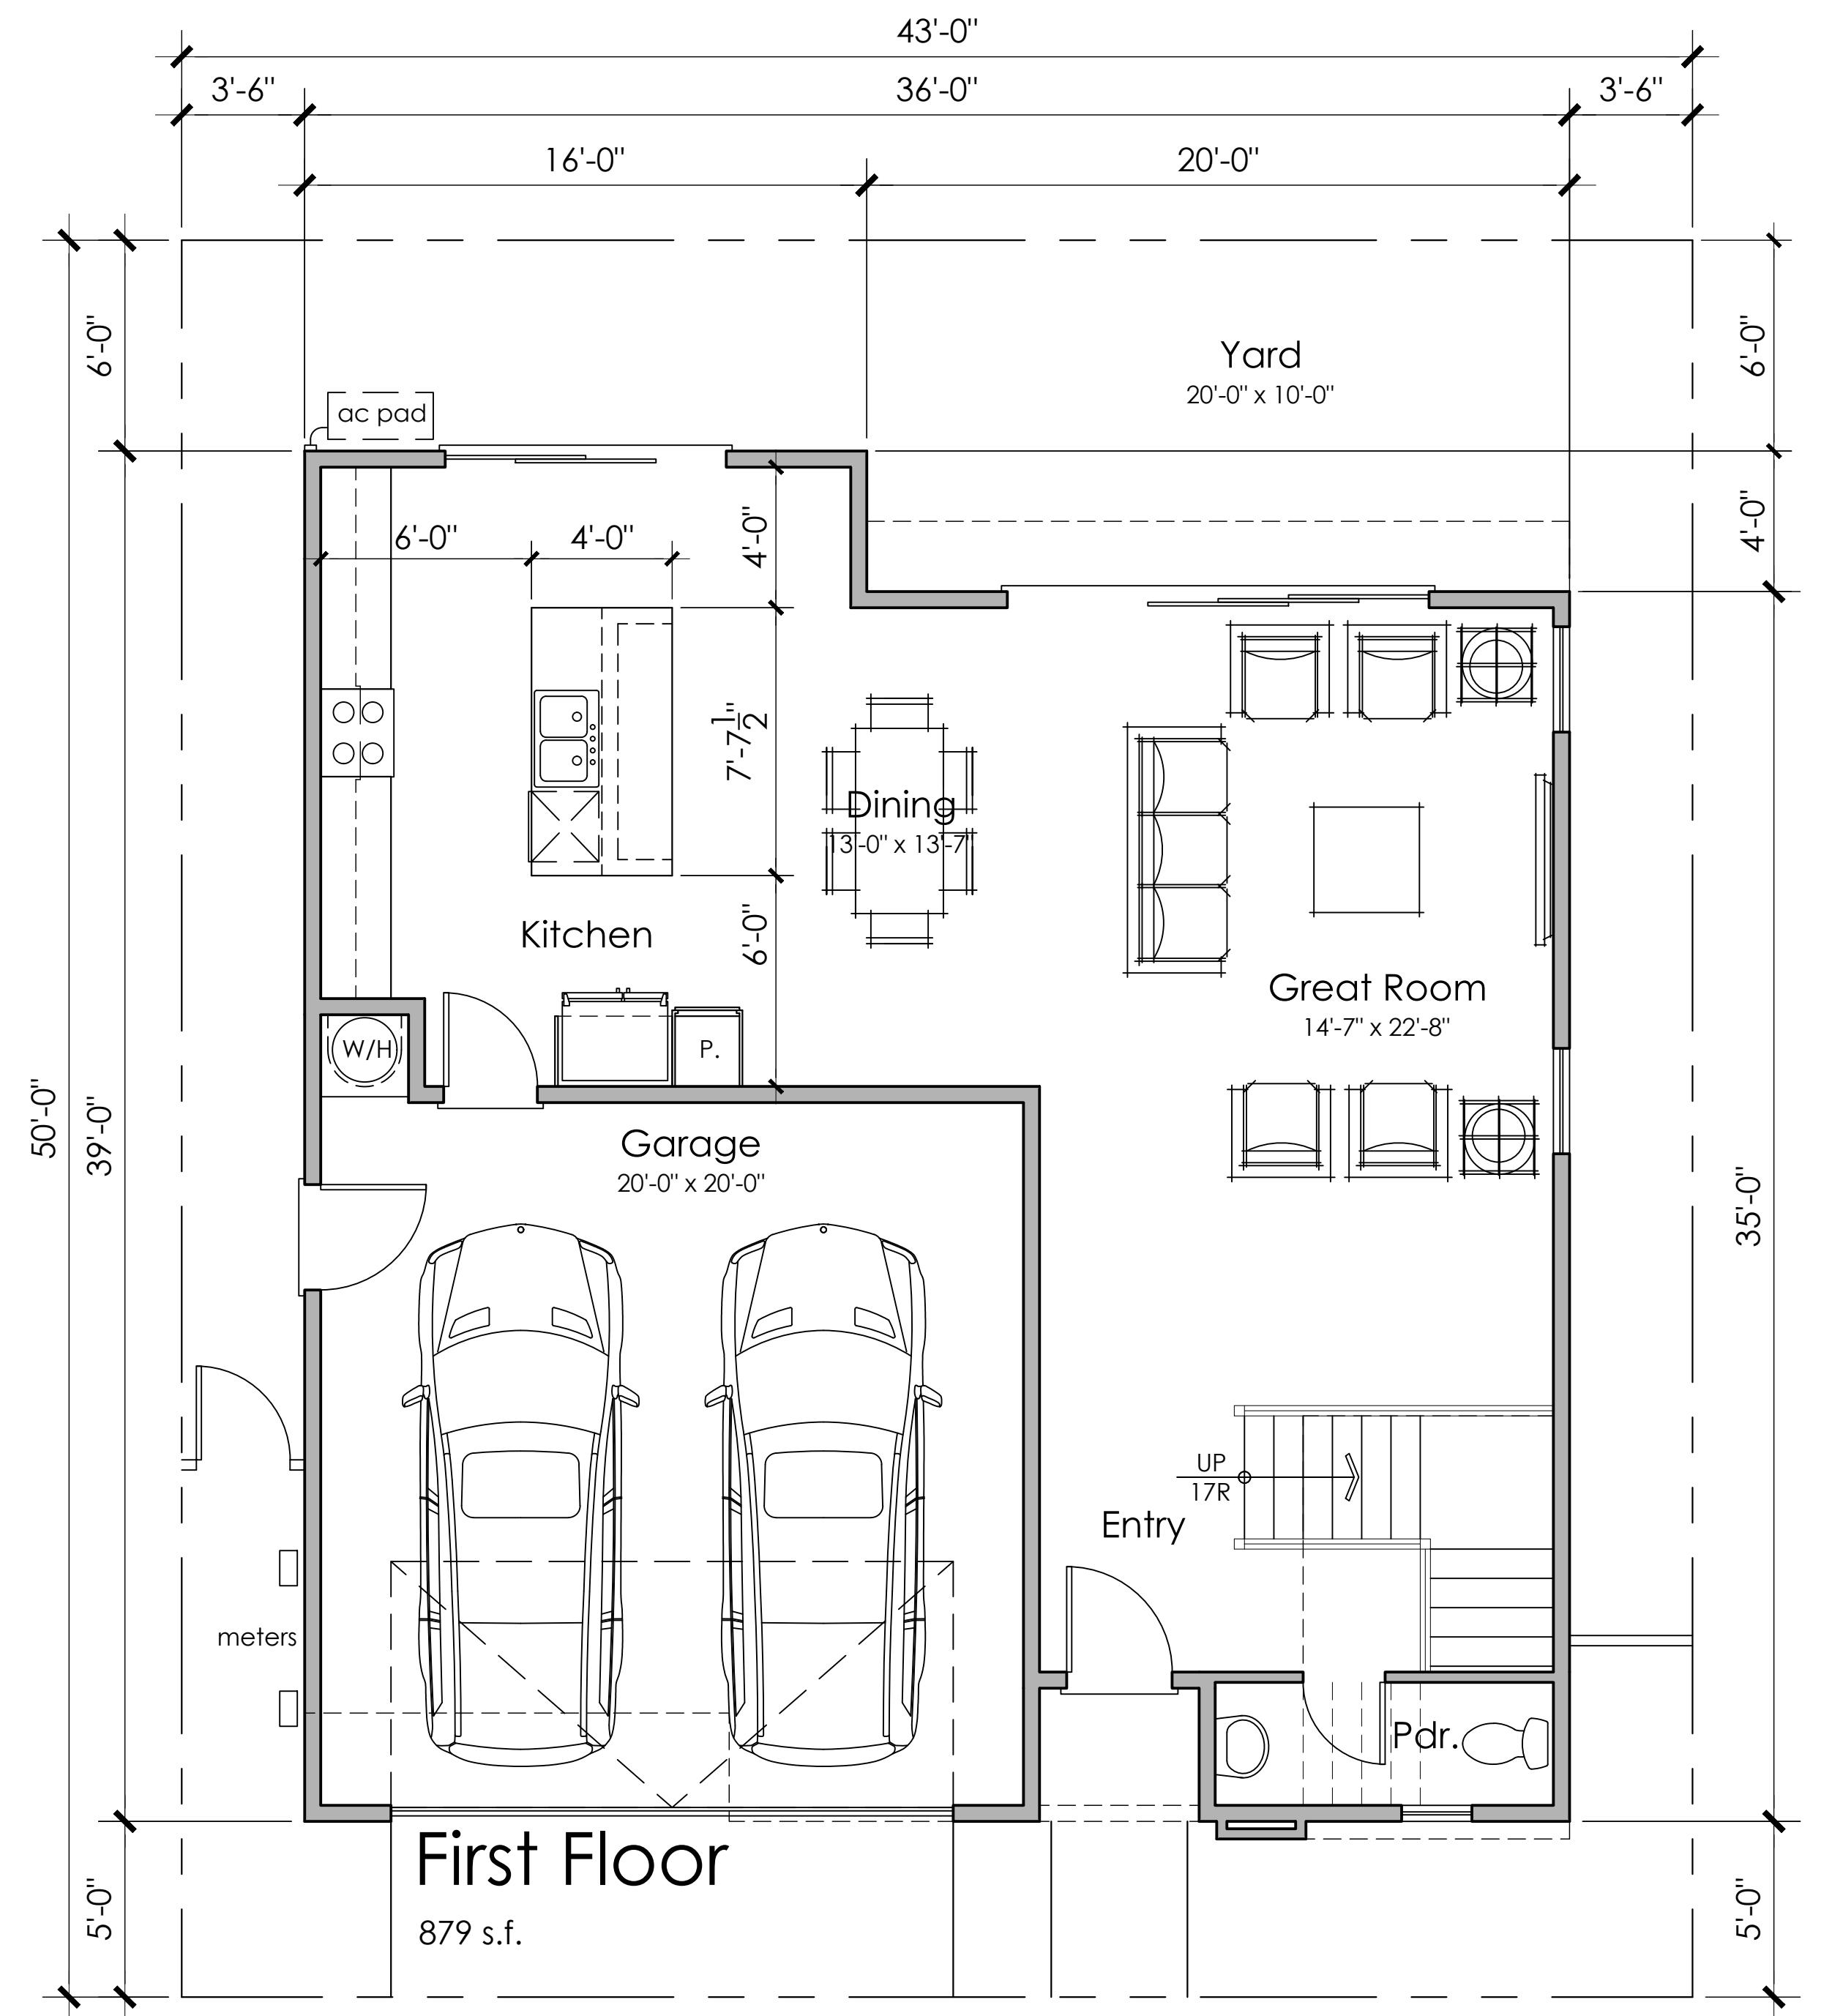 43'-0"
3'-6" 36'-0" 3'-6"
16'-0" 20'-0"
6'-0"
6'-0"
Yard
20'-0" x 10'-0"
ac pad
4'-0"
4'-0"
6'-0" 4'-0"
7'-7 1/2"
Dining
13'-0" x 13'-7"
Kitchen
6'-0"
Great Room
14'-7" x 22'-8"
W/H
P.
50'-0"
39'-0"
35'-0"
Garage
20'-0" x 20'-0"
UP
17R
Entry
meters
Pdr.
First Floor
879 s.f.
5'-0"
5'-0"